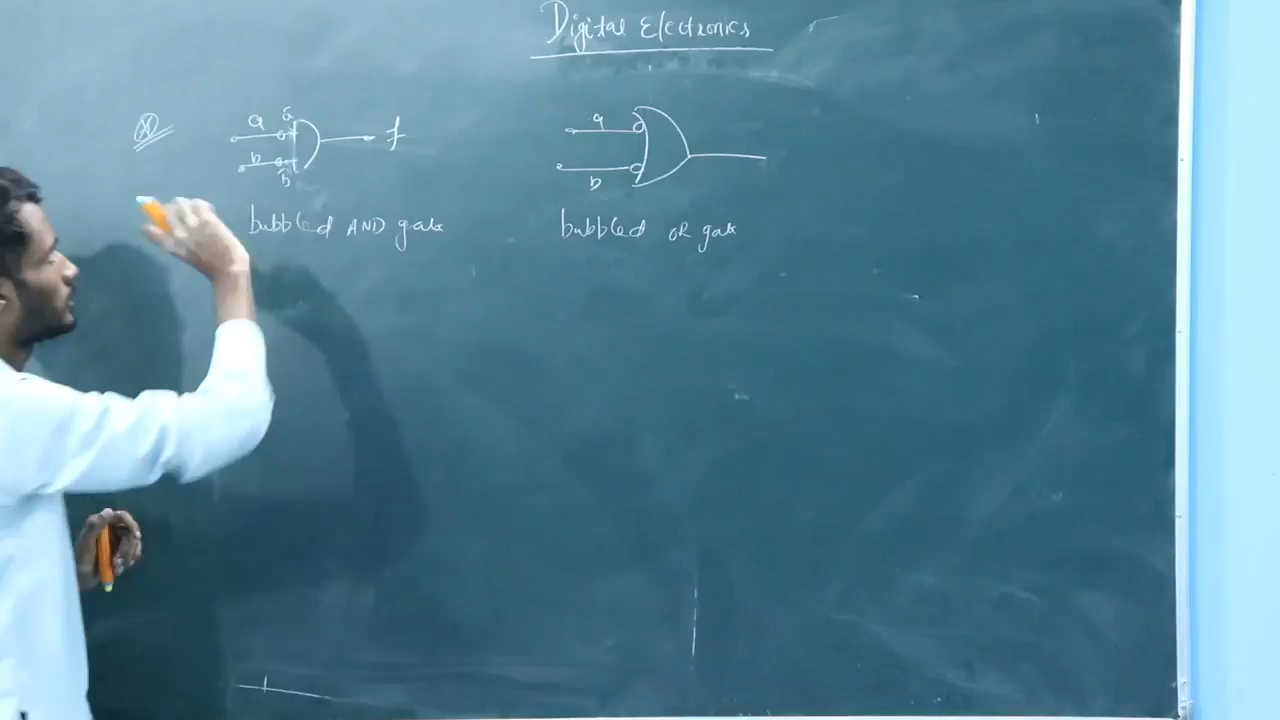 Digital Electronics
a ā f
b b̄
bubbled AND gate
a
b
bubbled OR gate